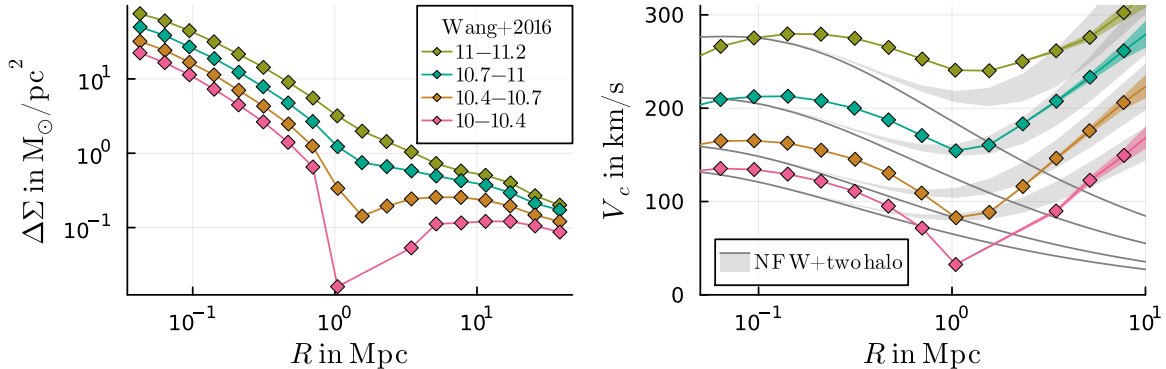 ΔΣ in M⊙/pc²
10¹
10⁰
10⁻¹
Wang+2016
11−11.2
10.7−11
10.4−10.7
10−10.4
10⁻¹
10⁰
10¹
R in Mpc
V_c in km/s
300
200
100
0
NFW+two halo
10⁻¹
10⁰
10¹
R in Mpc